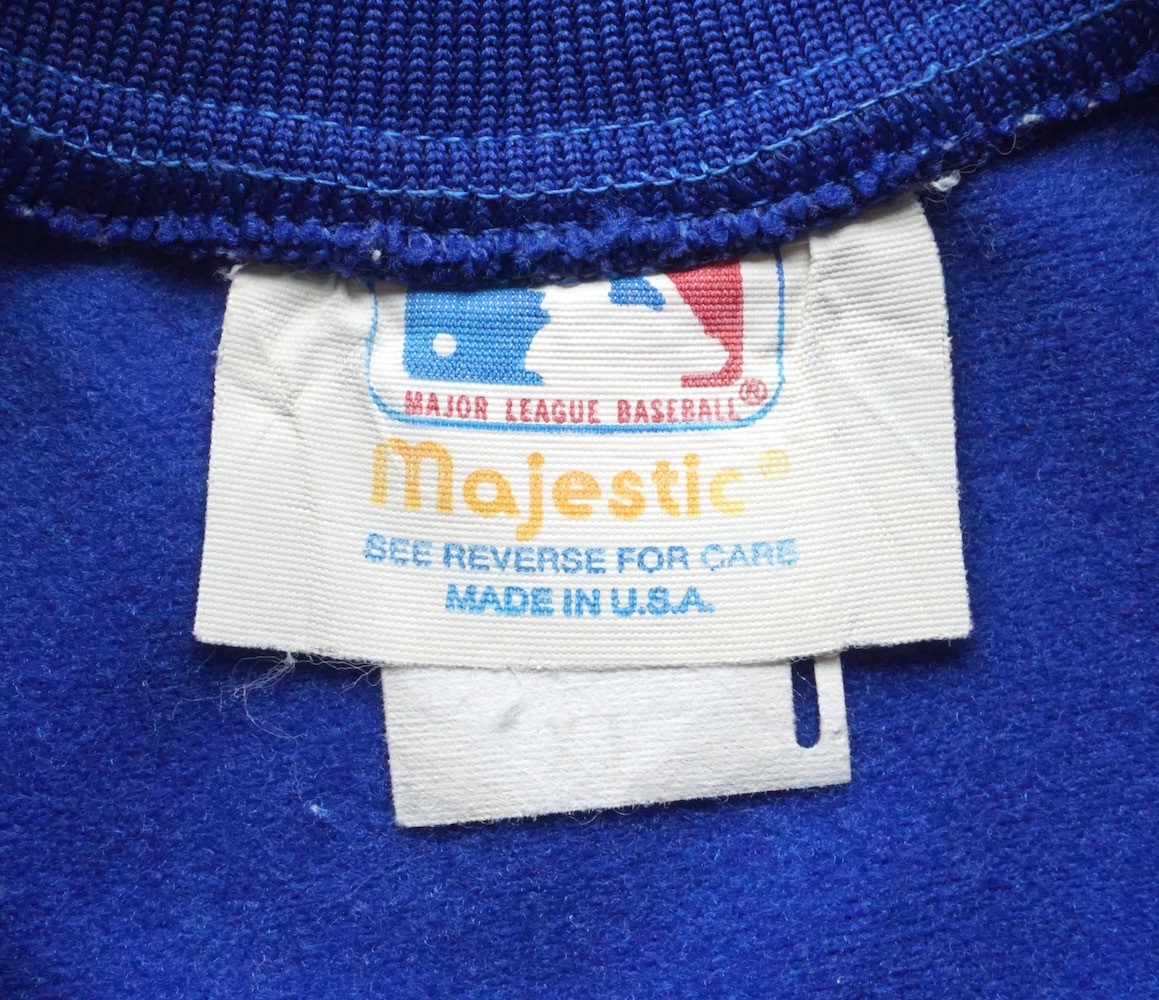 MAJOR LEAGUE BASEBALL®
Majestic®
SEE REVERSE FOR CARE
MADE IN U.S.A.